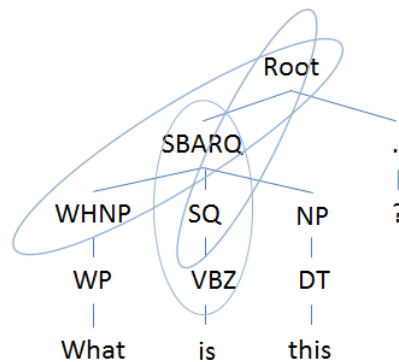 Root
SBARQ .
WHNP SQ NP ?
WP VBZ DT
What is this